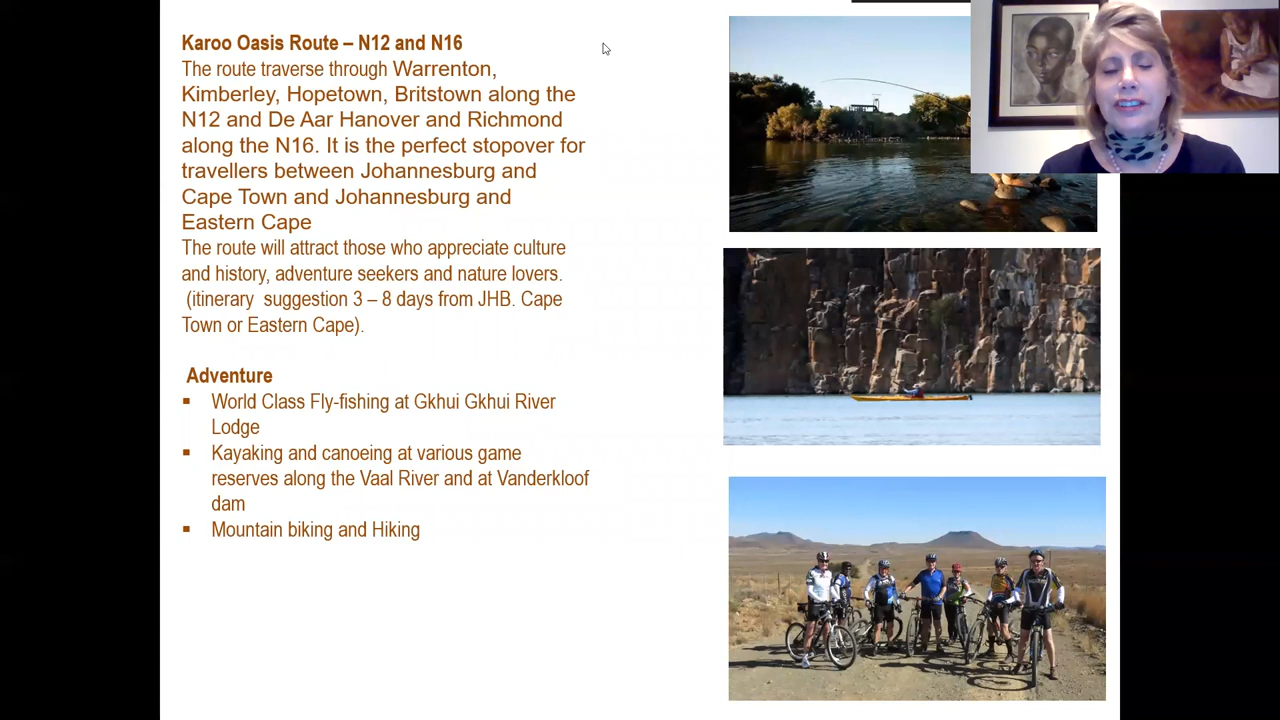 Karoo Oasis Route – N12 and N16
The route traverse through Warrenton,
Kimberley, Hopetown, Britstown along the
N12 and De Aar Hanover and Richmond
along the N16. It is the perfect stopover for
travellers between Johannesburg and
Cape Town and Johannesburg and
Eastern Cape
The route will attract those who appreciate culture
and history, adventure seekers and nature lovers.
(itinerary suggestion 3 – 8 days from JHB. Cape
Town or Eastern Cape).
Adventure
▪ World Class Fly-fishing at Gkhui Gkhui River
Lodge
▪ Kayaking and canoeing at various game
reserves along the Vaal River and at Vanderkloof
dam
▪ Mountain biking and Hiking